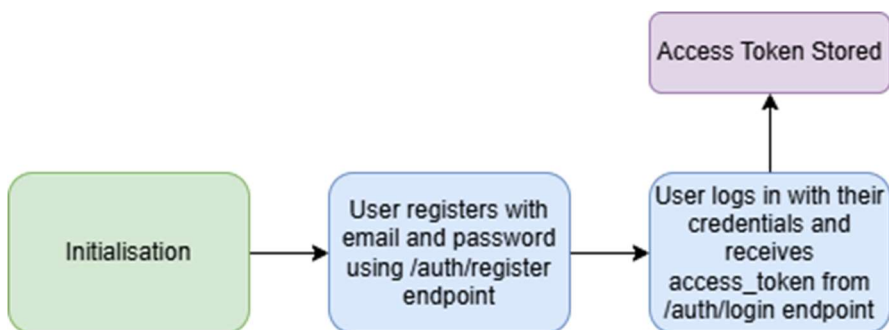 Access Token Stored
Initialisation
User registers with
email and password
using /auth/register
endpoint
User logs in with their
credentials and
receives
access_token from
/auth/login endpoint